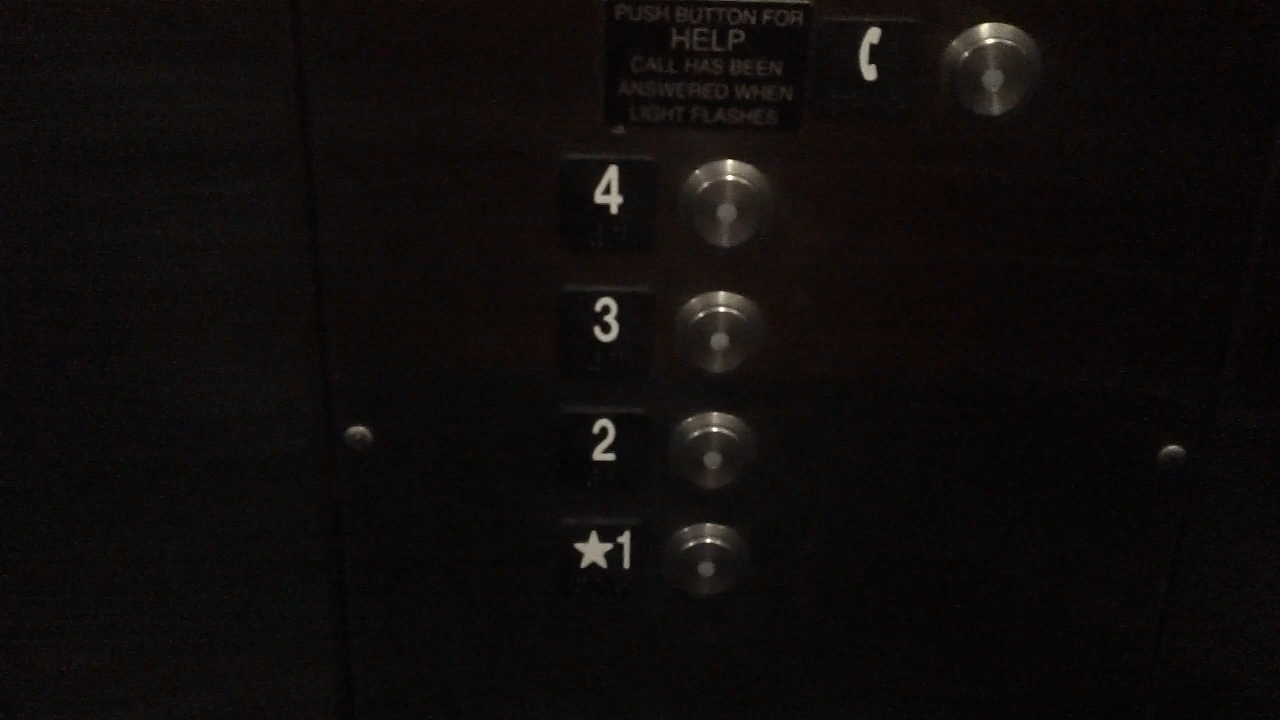 PUSH BUTTON FOR
HELP
CALL HAS BEEN
ANSWERED WHEN
LIGHT FLASHES
4
3
2
★1